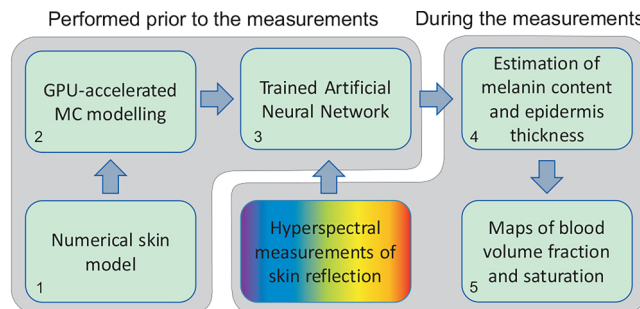 Performed prior to the measurements
During the measurements
GPU-accelerated
MC modelling
2
Trained Artificial
Neural Network
3
Estimation of
melanin content
and epidermis
thickness
4
Numerical skin
model
1
Hyperspectral
measurements of
skin reflection
Maps of blood
volume fraction
and saturation
5